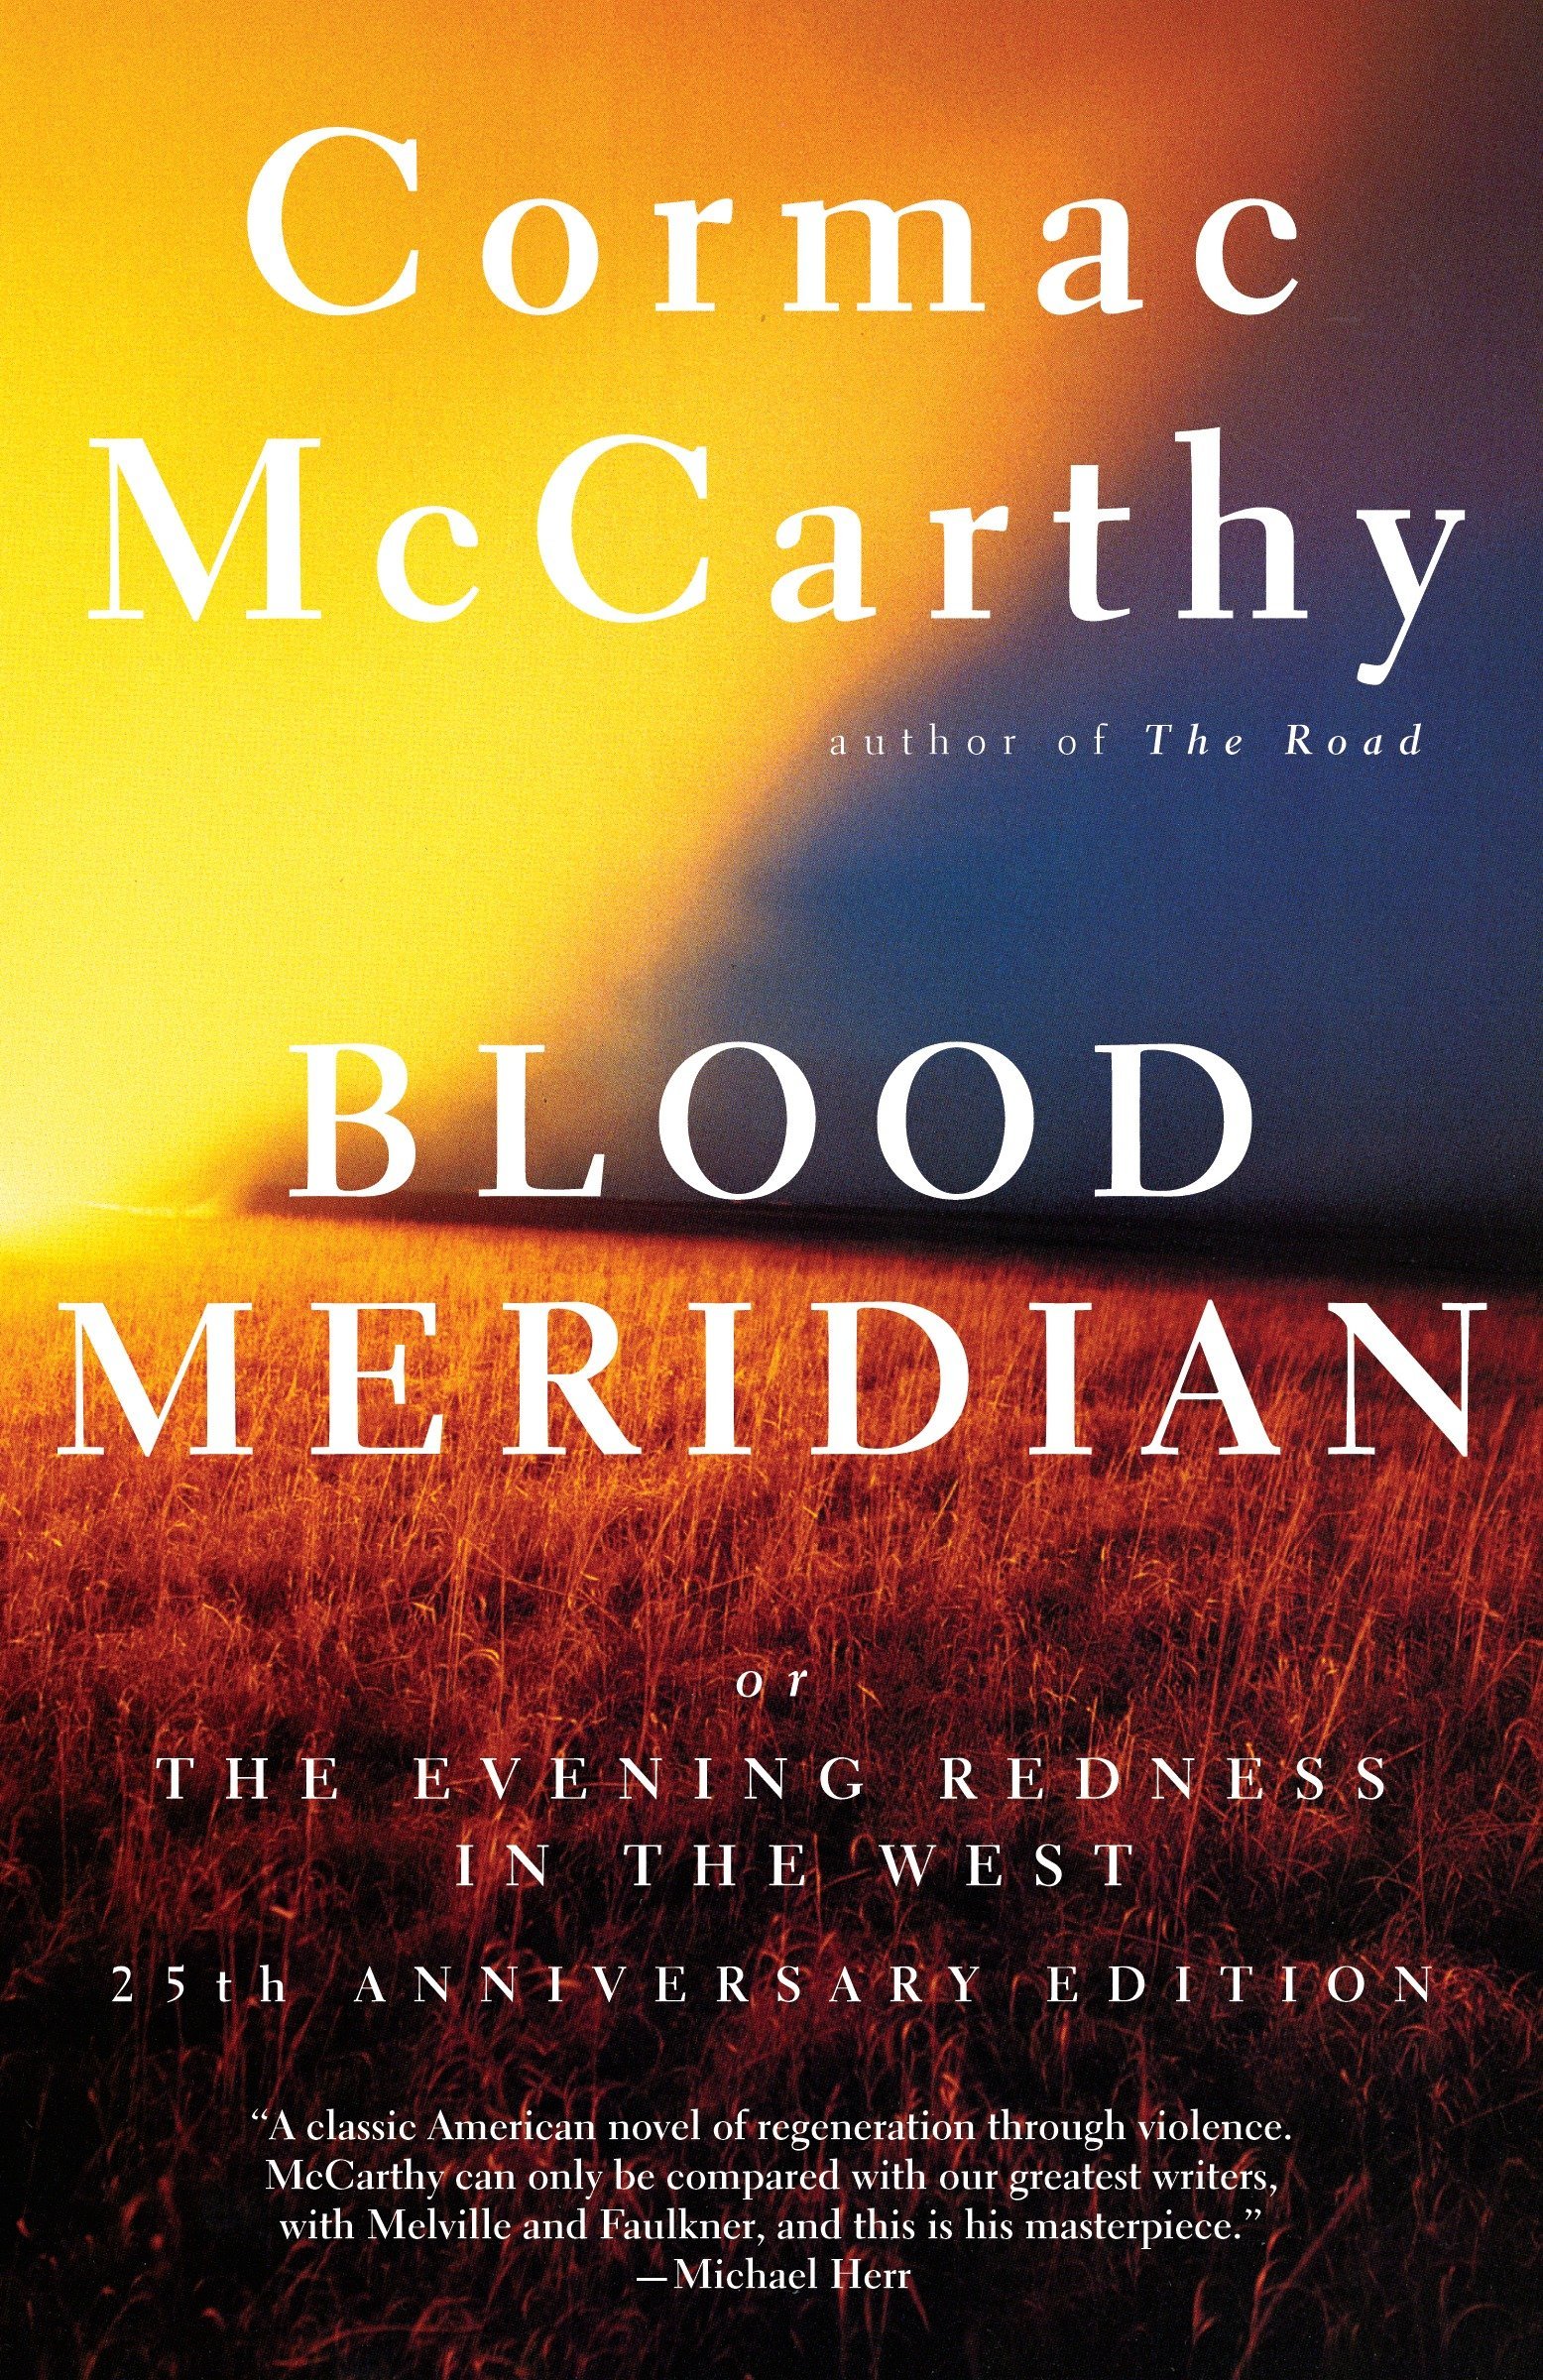 Cormac
McCarthy
author of The Road
BLOOD
MERIDIAN
or
THE EVENING REDNESS
IN THE WEST
25th ANNIVERSARY EDITION
“A classic American novel of regeneration through violence.
McCarthy can only be compared with our greatest writers,
with Melville and Faulkner, and this is his masterpiece.”
—Michael Herr